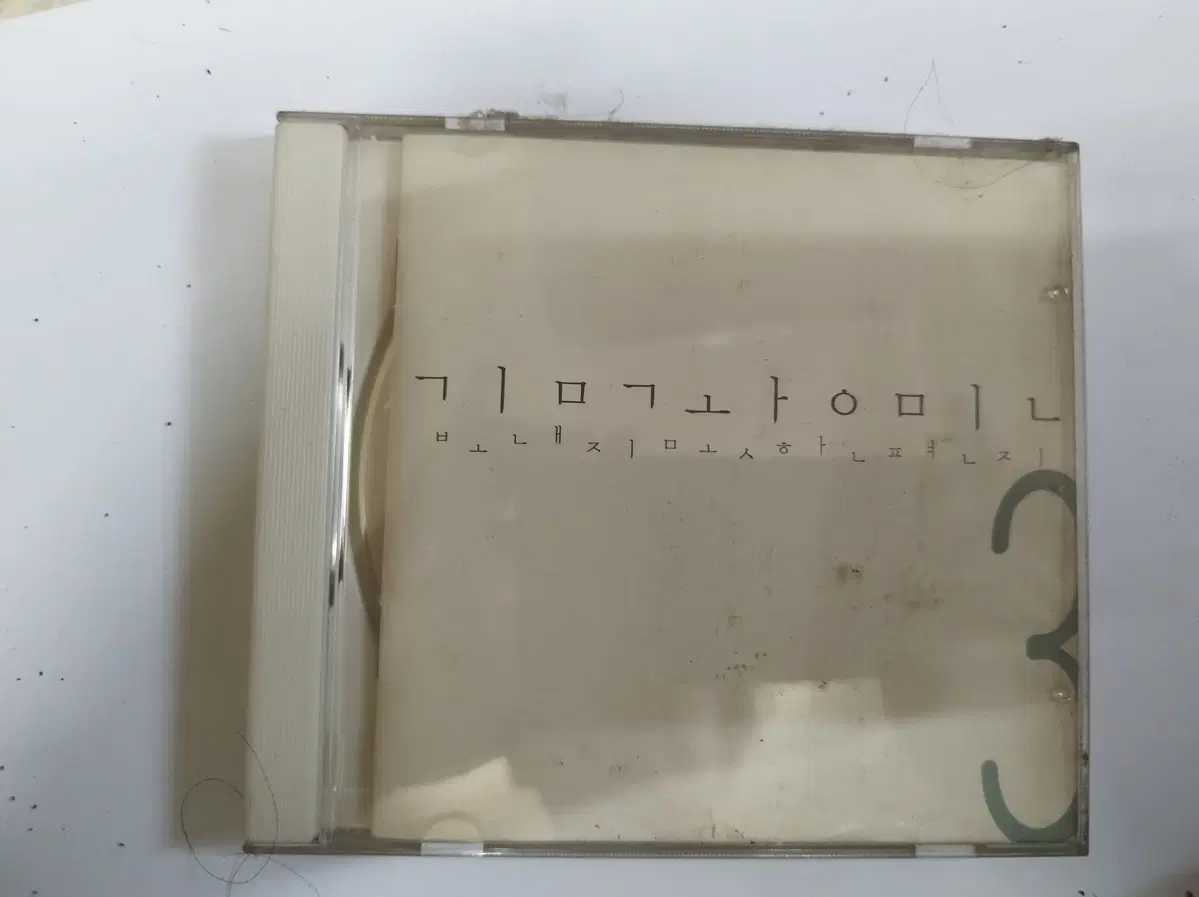 ㄱㅣㅁㄱㅗㅏㅇㅁㅣㄴ
ㅂㅗㄴㅐㅈㅣㅁㅗㅅㅎㅏㄴㅍㅕㄴㅈㅣ
3